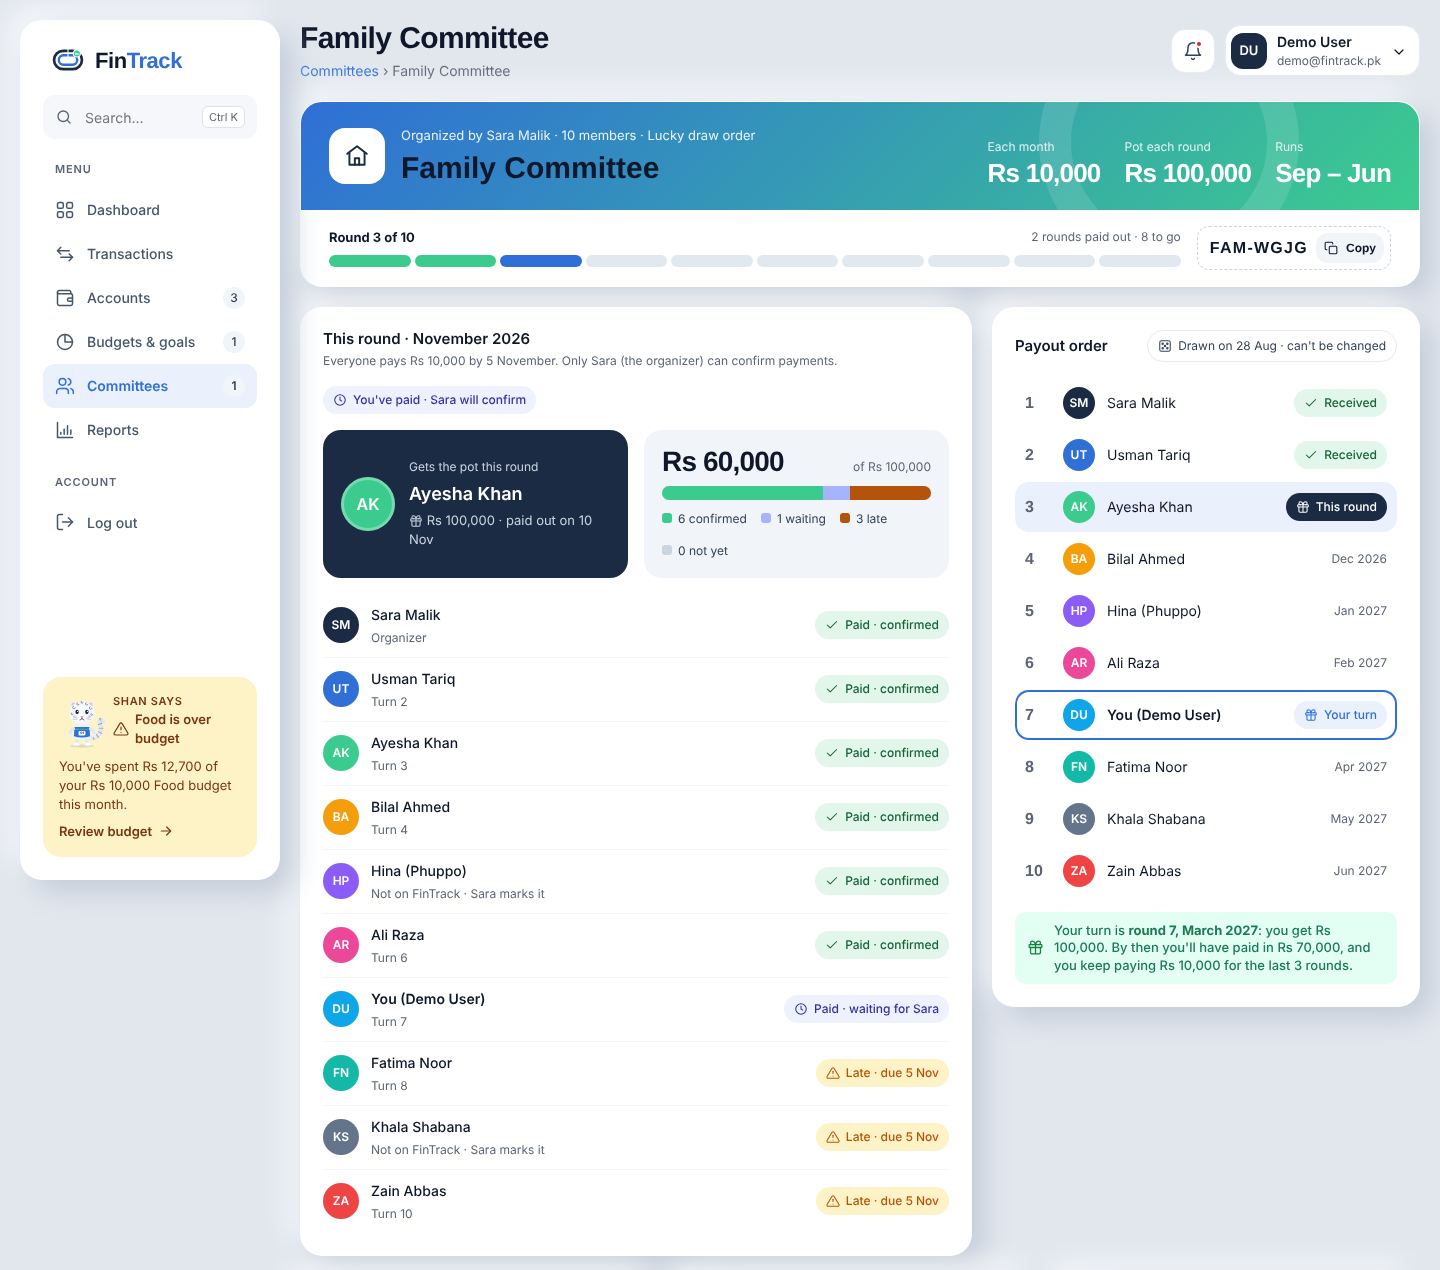 FinTrack
Search...
Ctrl K
MENU
Dashboard
Transactions
Accounts
3
Budgets & goals
1
Committees
1
Reports
ACCOUNT
Log out
SHAN SAYS
Food is over
budget
You've spent Rs 12,700 of
your Rs 10,000 Food budget
this month.
Review budget
Family Committee
Committees › Family Committee
DU
Demo User
demo@fintrack.pk
Organized by Sara Malik · 10 members · Lucky draw order
Family Committee
Each month
Rs 10,000
Pot each round
Rs 100,000
Runs
Sep – Jun
Round 3 of 10
2 rounds paid out · 8 to go
FAM-WGJG
Copy
This round · November 2026
Everyone pays Rs 10,000 by 5 November. Only Sara (the organizer) can confirm payments.
You've paid · Sara will confirm
AK
Gets the pot this round
Ayesha Khan
Rs 100,000 · paid out on 10
Nov
Rs 60,000
of Rs 100,000
6 confirmed
1 waiting
3 late
0 not yet
SM
Sara Malik
Organizer
Paid · confirmed
UT
Usman Tariq
Turn 2
Paid · confirmed
AK
Ayesha Khan
Turn 3
Paid · confirmed
BA
Bilal Ahmed
Turn 4
Paid · confirmed
HP
Hina (Phuppo)
Not on FinTrack · Sara marks it
Paid · confirmed
AR
Ali Raza
Turn 6
Paid · confirmed
DU
You (Demo User)
Turn 7
Paid · waiting for Sara
FN
Fatima Noor
Turn 8
Late · due 5 Nov
KS
Khala Shabana
Not on FinTrack · Sara marks it
Late · due 5 Nov
ZA
Zain Abbas
Turn 10
Late · due 5 Nov
Payout order
Drawn on 28 Aug · can't be changed
1
SM
Sara Malik
Received
2
UT
Usman Tariq
Received
3
AK
Ayesha Khan
This round
4
BA
Bilal Ahmed
Dec 2026
5
HP
Hina (Phuppo)
Jan 2027
6
AR
Ali Raza
Feb 2027
7
DU
You (Demo User)
Your turn
8
FN
Fatima Noor
Apr 2027
9
KS
Khala Shabana
May 2027
10
ZA
Zain Abbas
Jun 2027
Your turn is round 7, March 2027: you get Rs
100,000. By then you'll have paid in Rs 70,000, and
you keep paying Rs 10,000 for the last 3 rounds.